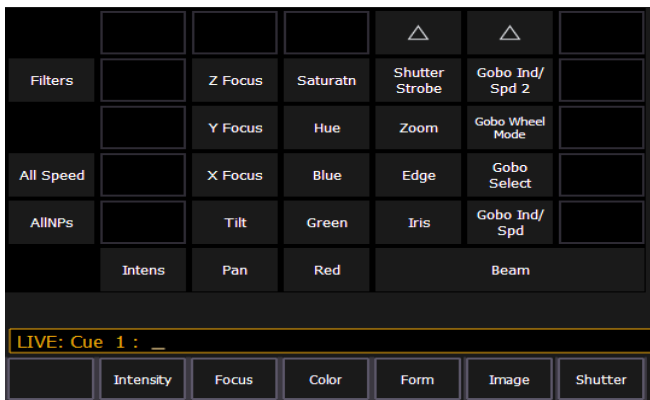 Filters
Z Focus
Saturatn
Shutter
Strobe
Gobo Ind/
Spd 2
Y Focus
Hue
Zoom
Gobo Wheel
Mode
All Speed
X Focus
Blue
Edge
Gobo
Select
AllNPs
Tilt
Green
Iris
Gobo Ind/
Spd
Intens
Pan
Red
Beam
LIVE: Cue 1 : _
Intensity
Focus
Color
Form
Image
Shutter